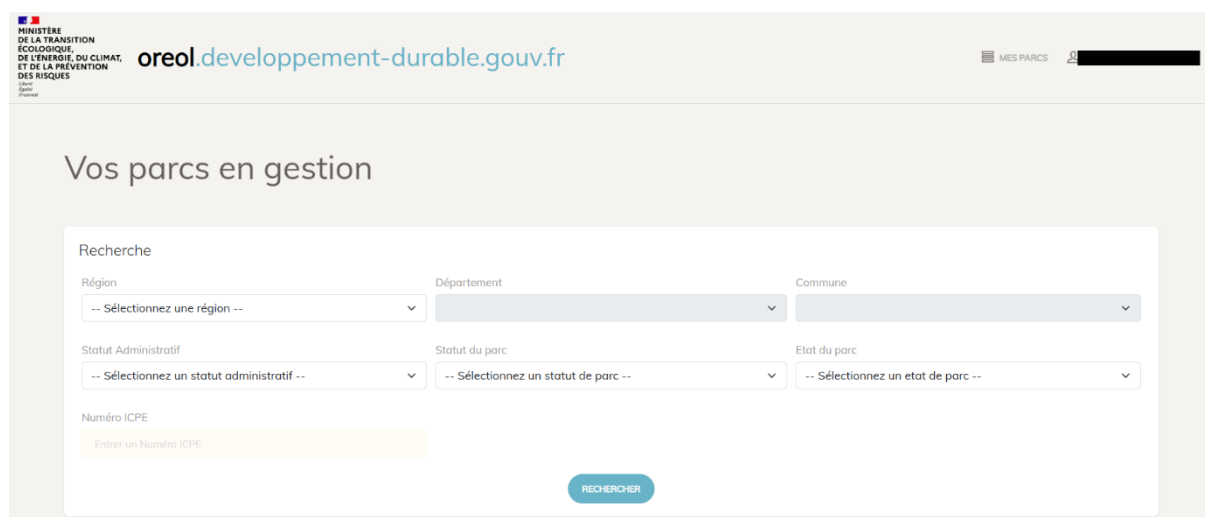 MINISTÈRE
DE LA TRANSITION
ÉCOLOGIQUE,
DE L'ÉNERGIE, DU CLIMAT,
ET DE LA PRÉVENTION
DES RISQUES
Liberté
Égalité
Fraternité
oreol.developpement-durable.gouv.fr
MES PARCS
Vos parcs en gestion
Recherche
Région Département Commune
-- Sélectionnez une région --
Statut Administratif Statut du parc Etat du parc
-- Sélectionnez un statut administratif -- -- Sélectionnez un statut de parc -- -- Sélectionnez un etat de parc --
Numéro ICPE
Entrer un Numéro ICPE
RECHERCHER